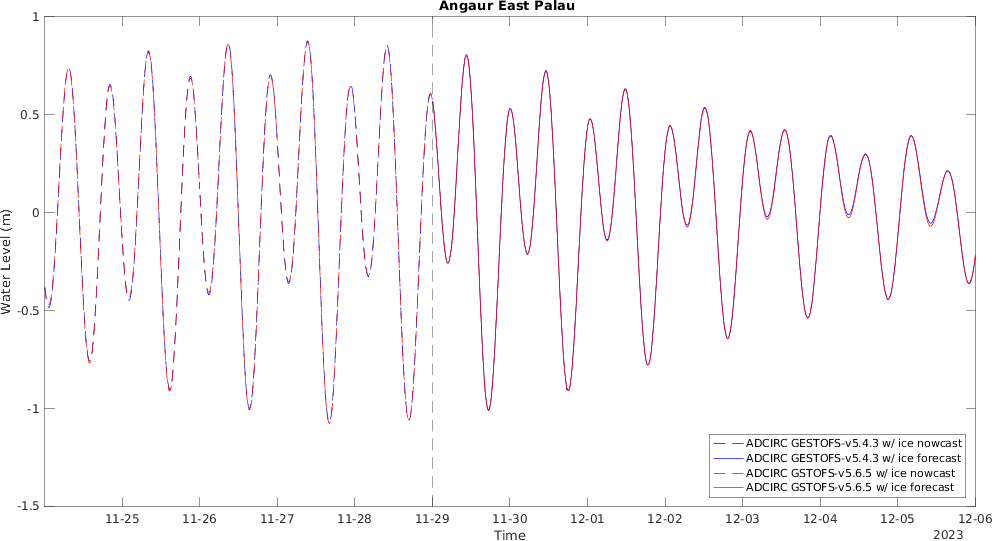 Angaur East Palau
1
0.5
0
-0.5
-1
-1.5
Water Level (m)
11-25 11-26 11-27 11-28 11-29 11-30 12-01 12-02 12-03 12-04 12-05 12-06
Time
2023
ADCIRC GESTOFS-v5.4.3 w/ ice nowcast
ADCIRC GESTOFS-v5.4.3 w/ ice forecast
ADCIRC GSTOFS-v5.6.5 w/ ice nowcast
ADCIRC GSTOFS-v5.6.5 w/ ice forecast